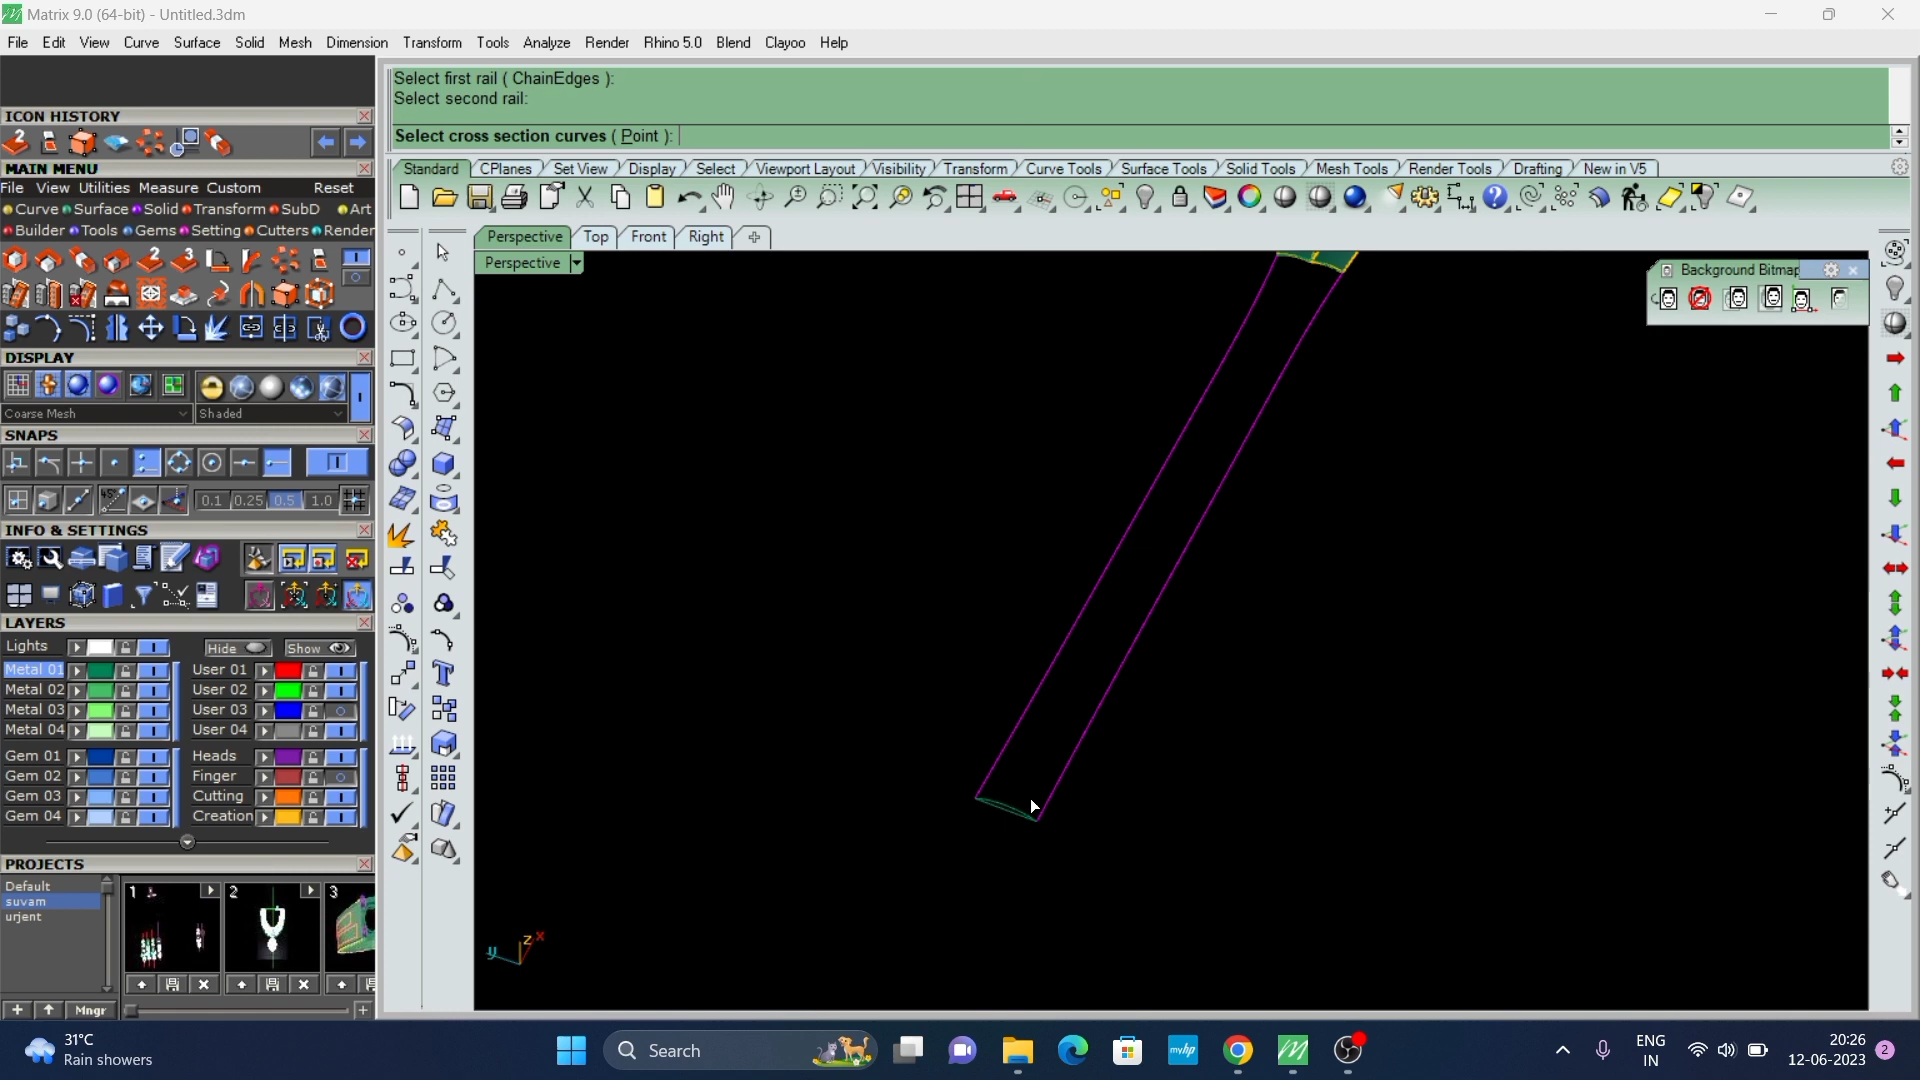 Matrix 9.0 (64-bit) - Untitled.3dm
File Edit View Curve Surface Solid Mesh Dimension Transform Tools Analyze Render Rhino 5.0 Blend Clayoo Help
Select first rail ( ChainEdges ):
Select second rail:
Select cross section curves ( Point ):
ICON HISTORY
MAIN MENU
File View Utilities Measure Custom Reset
Curve Surface Solid Transform SubD Art
Builder Tools Gems Setting Cutters Render
Standard CPlanes Set View Display Select Viewport Layout Visibility Transform Curve Tools Surface Tools Solid Tools Mesh Tools Render Tools Drafting New in V5
Perspective Top Front Right
Perspective
Background Bitmap
DISPLAY
Coarse Mesh Shaded
SNAPS
0.1 0.25 0.5 1.0
INFO & SETTINGS
LAYERS
Lights Hide Show
Metal 01 User 01
Metal 02 User 02
Metal 03 User 03
Metal 04 User 04
Gem 01 Heads
Gem 02 Finger
Gem 03 Cutting
Gem 04 Creation
PROJECTS
Default
suvam
urjent
1 2 3
Mngr
y z x
31°C
Rain showers
Search
myhp
ENG
IN
20:26
12-06-2023
2